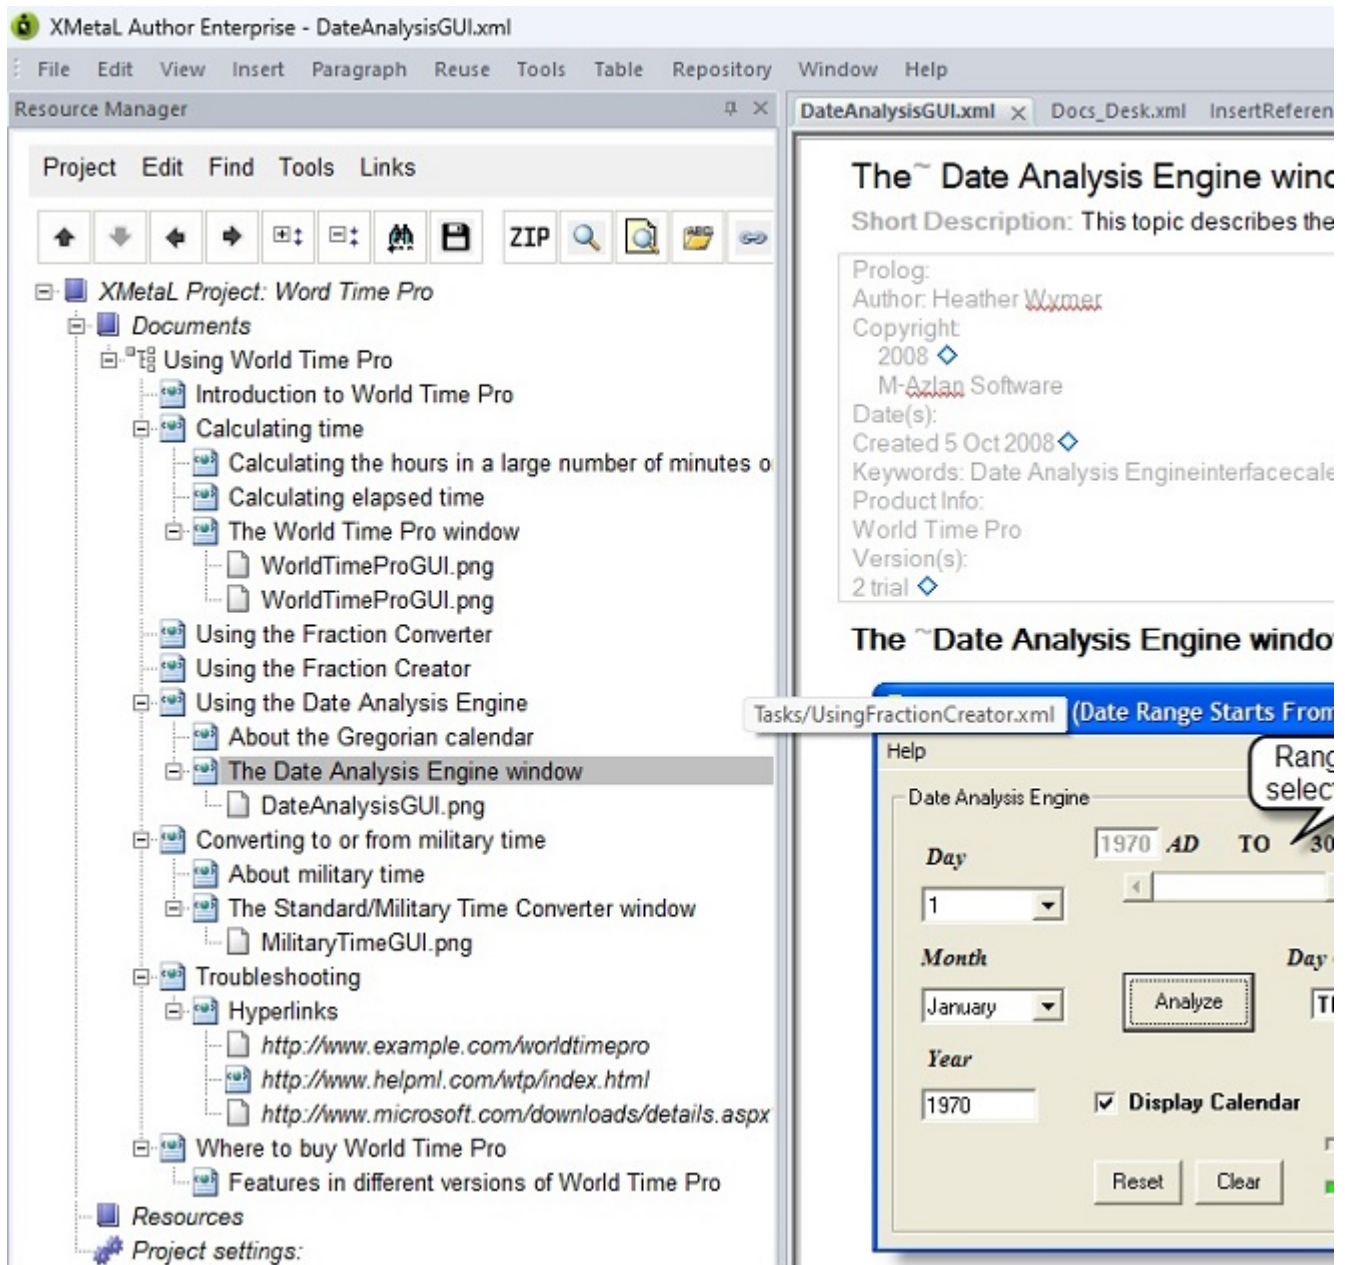 XMetaL Author Enterprise - DateAnalysisGUI.xml
File Edit View Insert Paragraph Reuse Tools Table Repository Window Help
Resource Manager
Project Edit Find Tools Links
ZIP
XMetaL Project: Word Time Pro
Documents
Using World Time Pro
Introduction to World Time Pro
Calculating time
Calculating the hours in a large number of minutes o
Calculating elapsed time
The World Time Pro window
WorldTimeProGUI.png
WorldTimeProGUI.png
Using the Fraction Converter
Using the Fraction Creator
Using the Date Analysis Engine
About the Gregorian calendar
The Date Analysis Engine window
DateAnalysisGUI.png
Converting to or from military time
About military time
The Standard/Military Time Converter window
MilitaryTimeGUI.png
Troubleshooting
Hyperlinks
http://www.example.com/worldtimepro
http://www.helpml.com/wtp/index.html
http://www.microsoft.com/downloads/details.aspx
Where to buy World Time Pro
Features in different versions of World Time Pro
Resources
Project settings:
DateAnalysisGUI.xml Docs_Desk.xml InsertReferen
The~ Date Analysis Engine wind
Short Description: This topic describes the
Prolog:
Author: Heather Wymer
Copyright:
2008
M-Azlan Software
Date(s):
Created 5 Oct 2008
Keywords: Date Analysis Engineinterfacecale
Product Info:
World Time Pro
Version(s):
2 trial
The ~Date Analysis Engine windo
Tasks/UsingFractionCreator.xml
(Date Range Starts From
Help
Rang
select
Date Analysis Engine
1970 AD TO 30
Day
1
Month
Day
January
Analyze
Year
1970
Display Calendar
Reset Clear